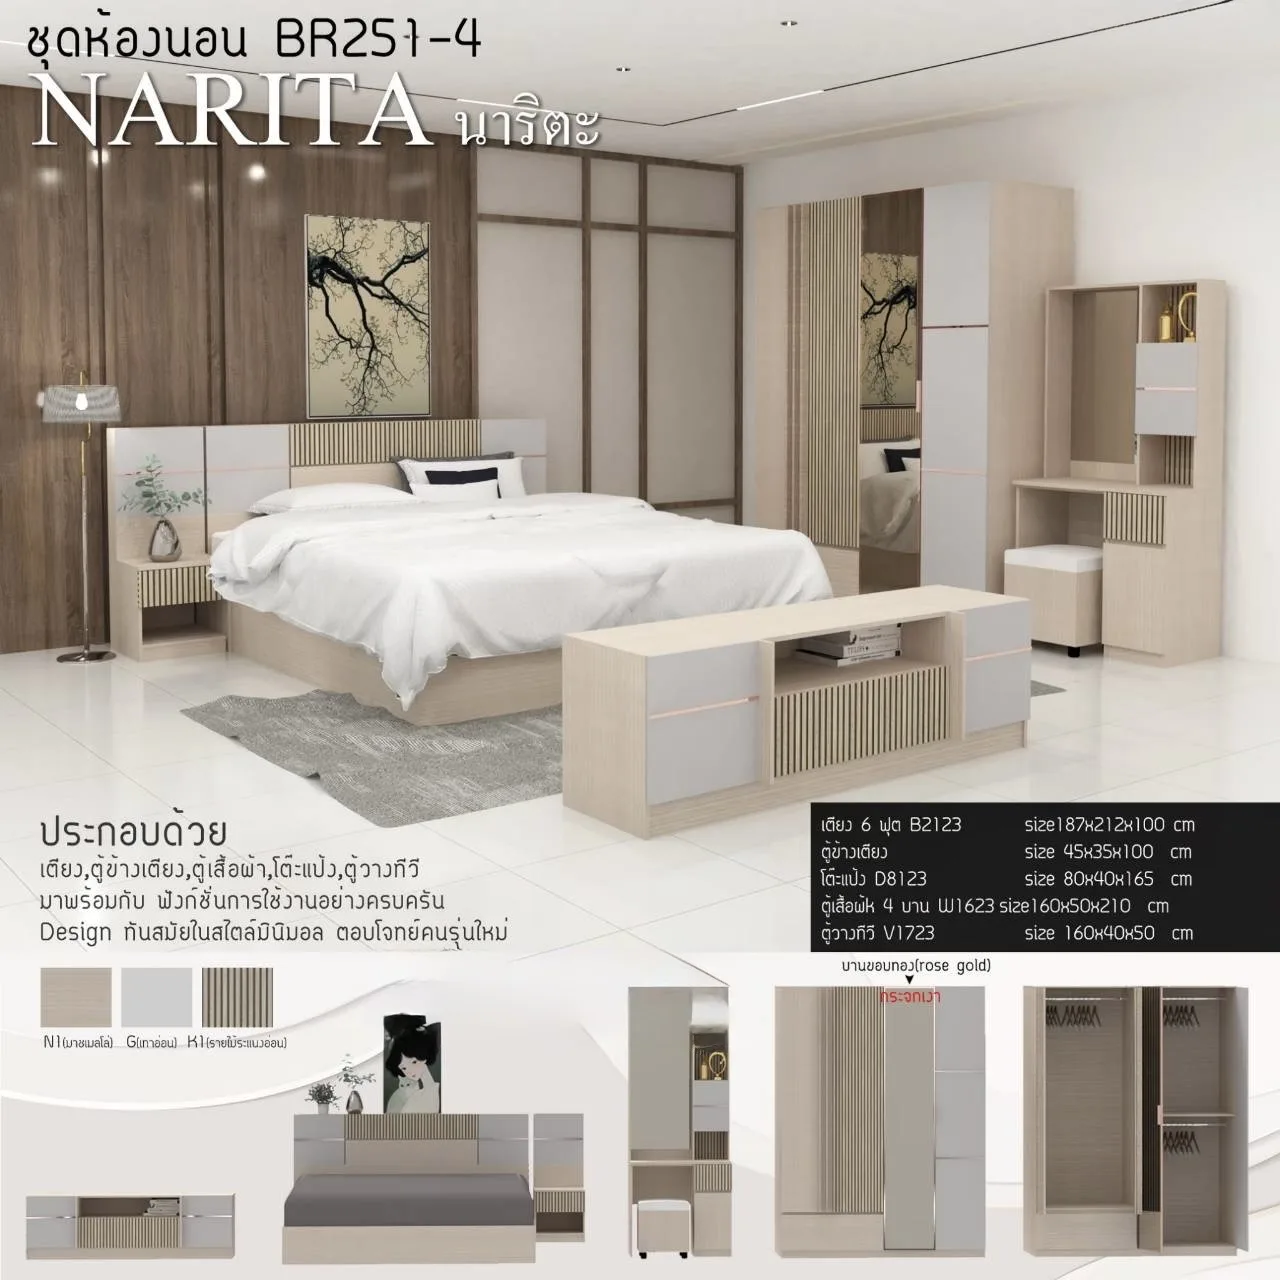 ชุดห้องนอน BR251-4
NARITA นาริตะ
ประกอบด้วย
เตียง,ตู้ข้างเตียง,ตู้เสื้อผ้า,โต๊ะแป้ง,ตู้วางทีวี
มาพร้อมกับ ฟังก์ชั่นการใช้งานอย่างครบครัน
Design ทันสมัยในสไตล์มินิมอล ตอบโจทย์คนรุ่นใหม่
เตียง 6 ฟุต B2123 size187x212x100 cm
ตู้ข้างเตียง size 45x35x100 cm
โต๊ะแป้ง D8123 size 80x40x165 cm
ตู้เสื้อฟ้ห 4 บาน W1623 size160x50x210 cm
ตู้วางทีวี V1723 size 160x40x50 cm
บานขอบทอง(rose gold)
กระจกเงา
N1(มาชเมลโล่) G(เทาอ่อน) K1(รายไม้ระแนงอ่อน)